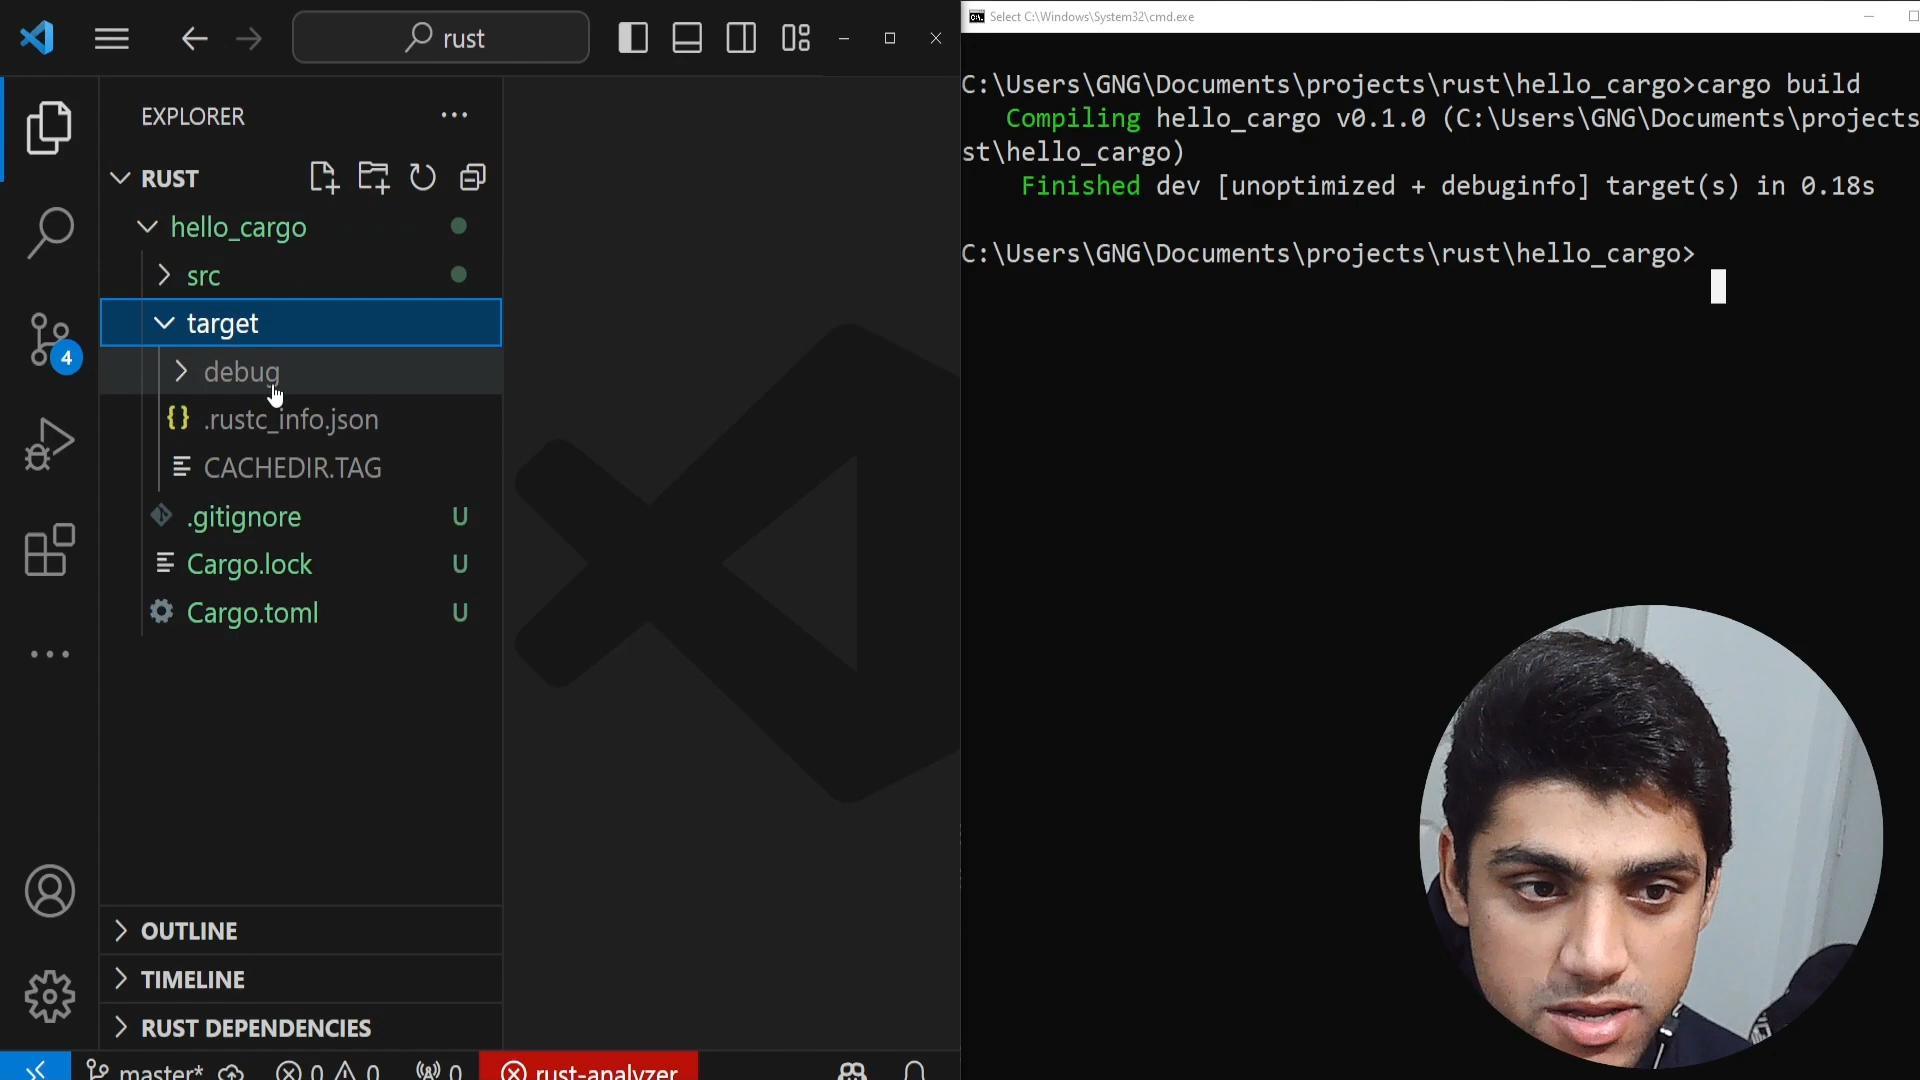 rust
EXPLORER
RUST
hello_cargo
src
target
debug
.rustc_info.json
CACHEDIR.TAG
.gitignore U
Cargo.lock U
Cargo.toml U
4
OUTLINE
TIMELINE
RUST DEPENDENCIES
master* 0 0 0 rust-analyzer
Select C:\Windows\System32\cmd.exe
C:\Users\GNG\Documents\projects\rust\hello_cargo>cargo build
Compiling hello_cargo v0.1.0 (C:\Users\GNG\Documents\projects
st\hello_cargo)
Finished dev [unoptimized + debuginfo] target(s) in 0.18s
C:\Users\GNG\Documents\projects\rust\hello_cargo>